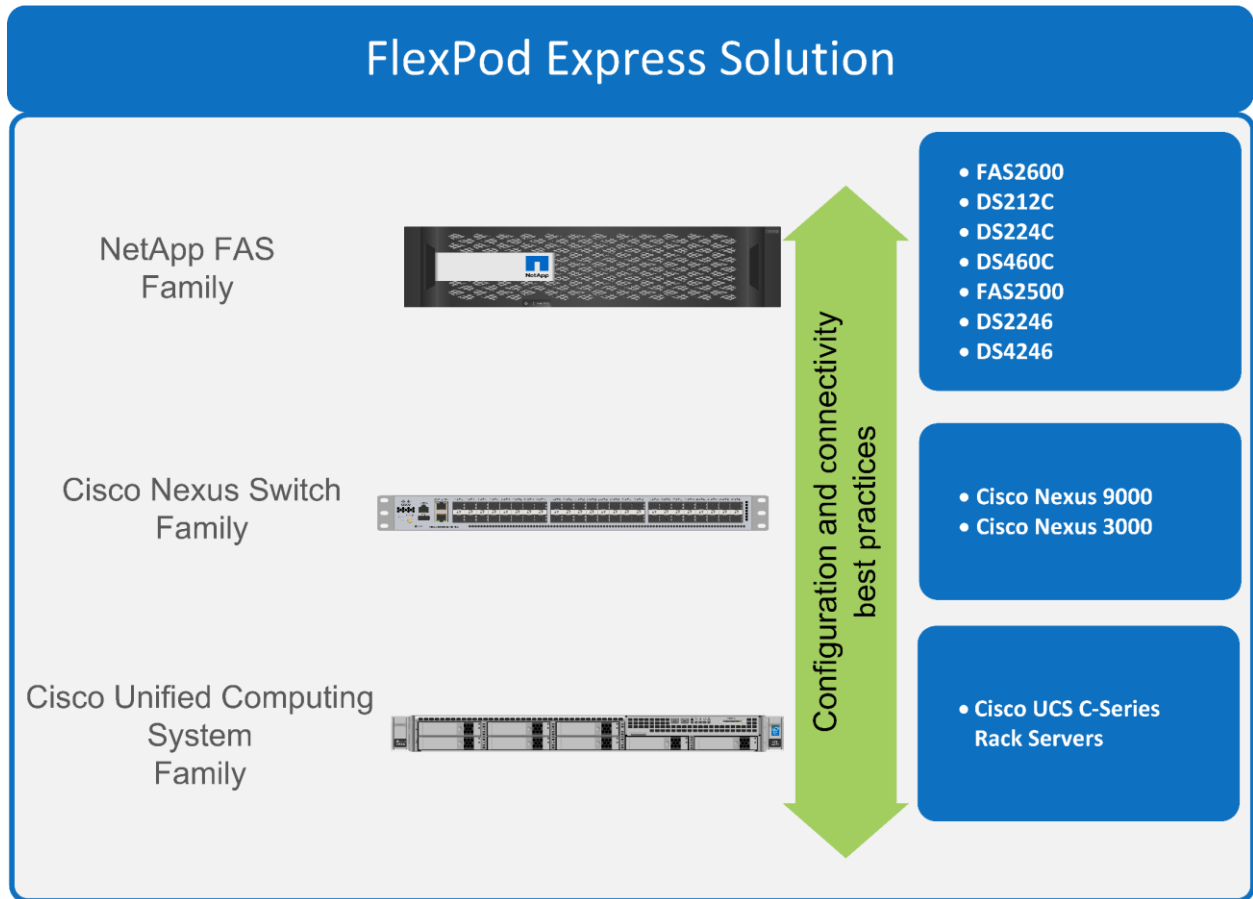 FlexPod Express Solution
NetApp FAS
Family
NetApp
• FAS2600
• DS212C
• DS224C
• DS460C
• FAS2500
• DS2246
• DS4246
Configuration and connectivity
best practices
Cisco Nexus Switch
Family
• Cisco Nexus 9000
• Cisco Nexus 3000
Cisco Unified Computing
System
Family
• Cisco UCS C-Series
Rack Servers